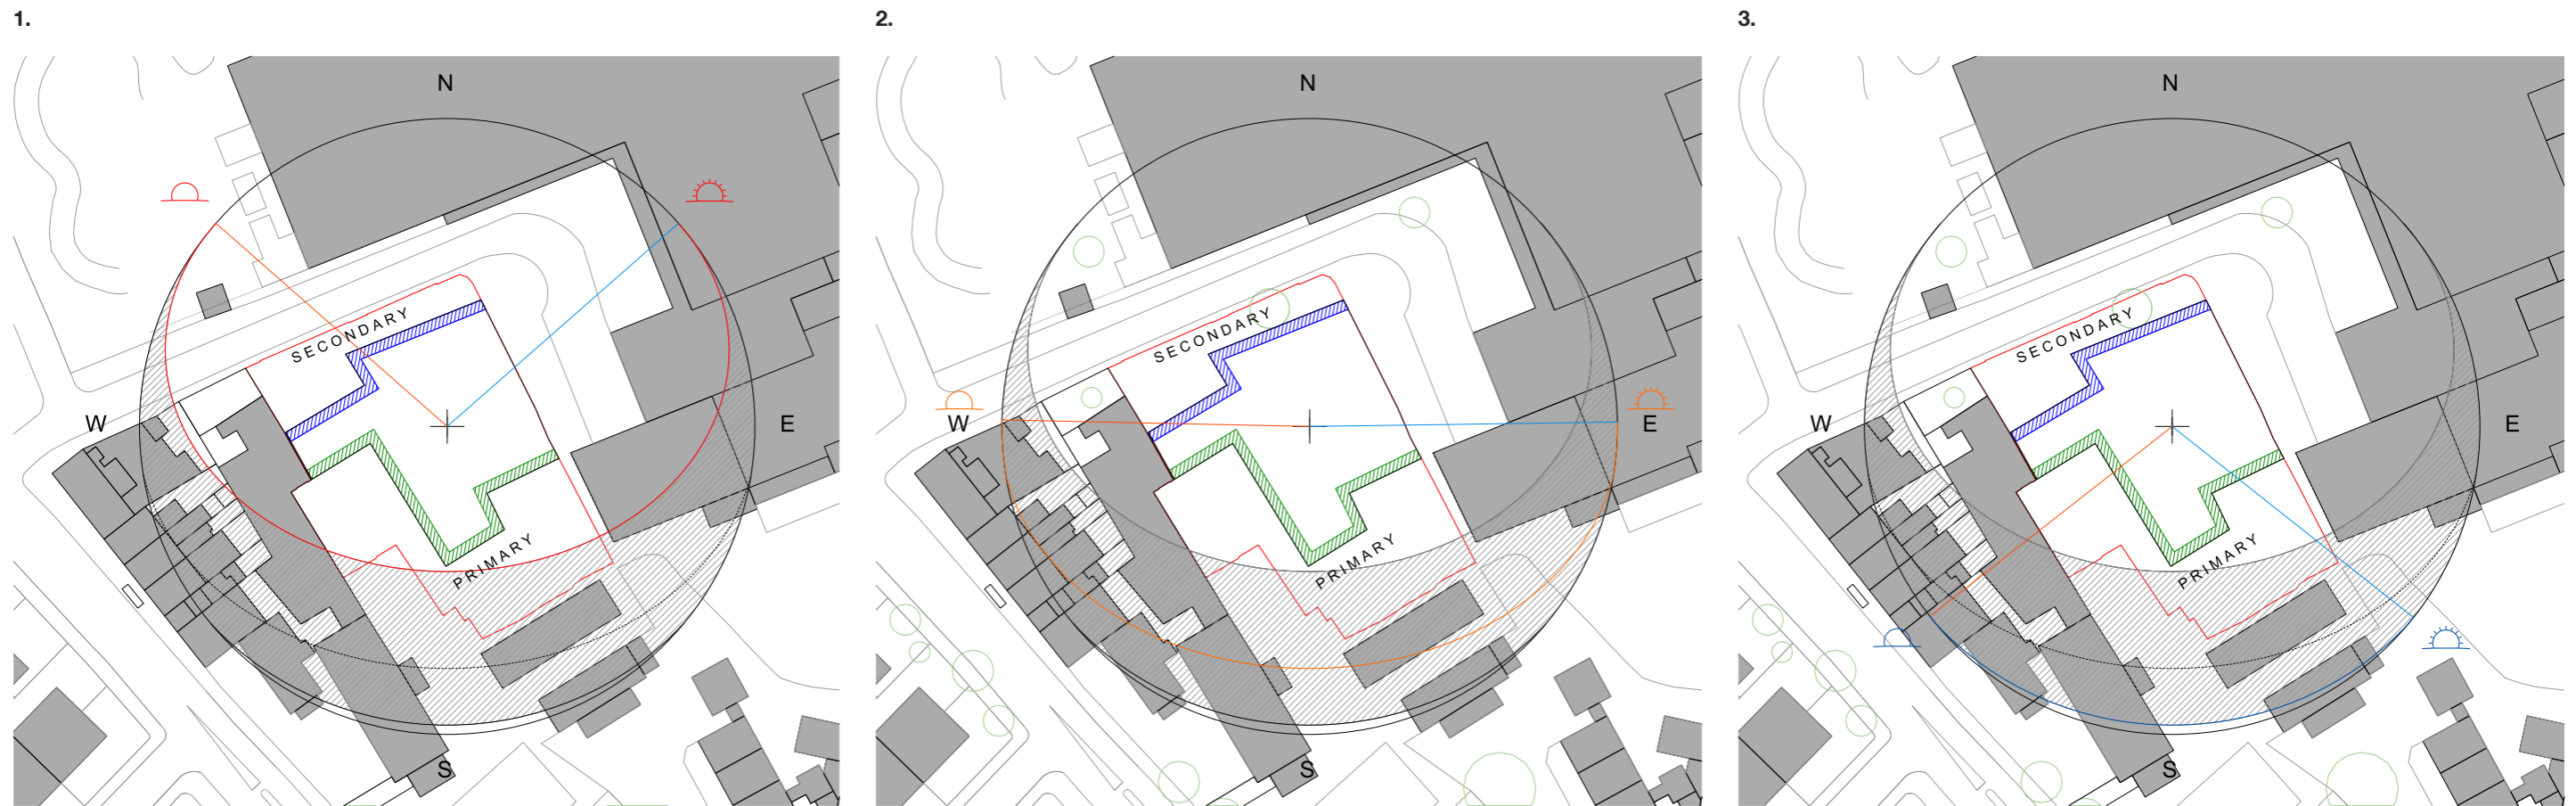 1.
N
SECONDARY
W
E
PRIMARY
S
2.
N
SECONDARY
W
E
PRIMARY
S
3.
N
SECONDARY
W
E
PRIMARY
S